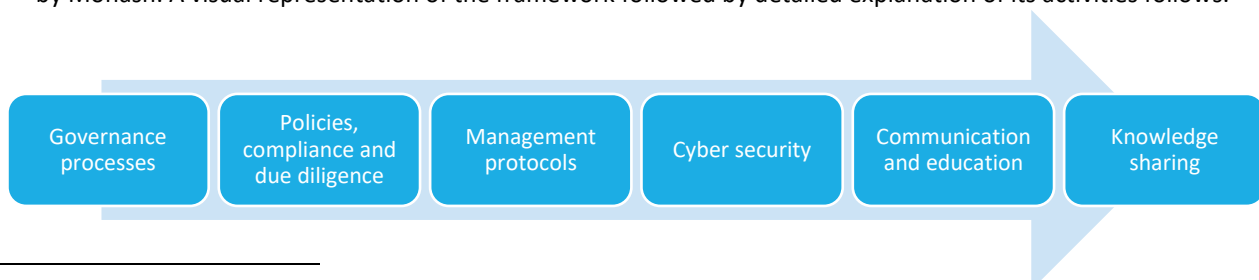 by Monash. A visual representation of the framework followed by detailed explanation of its activities follows.
Governance
processes
Policies,
compliance and
due diligence
Management
protocols
Cyber security
Communication
and education
Knowledge
sharing